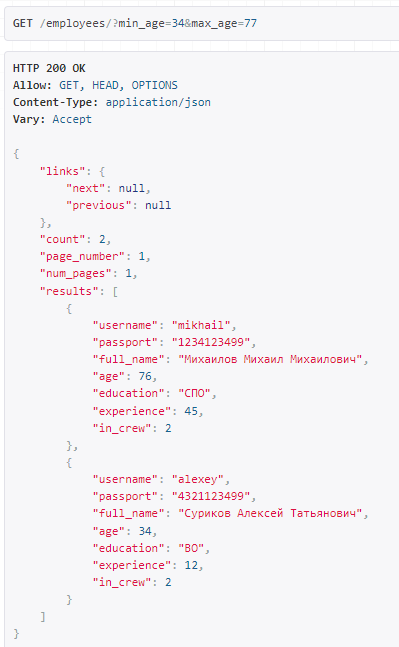 GET /employees/?min_age=34&max_age=77
HTTP 200 OK
Allow: GET, HEAD, OPTIONS
Content-Type: application/json
Vary: Accept
{
    "links": {
        "next": null,
        "previous": null
    },
    "count": 2,
    "page_number": 1,
    "num_pages": 1,
    "results": [
        {
            "username": "mikhail",
            "passport": "1234123499",
            "full_name": "Михаилов Михаил Михаилович",
            "age": 76,
            "education": "СПО",
            "experience": 45,
            "in_crew": 2
        },
        {
            "username": "alexey",
            "passport": "4321123499",
            "full_name": "Суриков Алексей Татьянович",
            "age": 34,
            "education": "ВО",
            "experience": 12,
            "in_crew": 2
        }
    ]
}